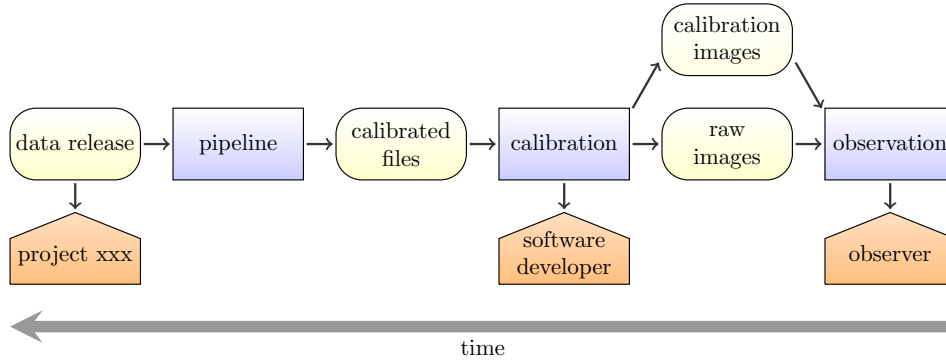 calibration
images
data release
pipeline
calibrated
files
calibration
raw
images
observation
project xxx
software
developer
observer
time